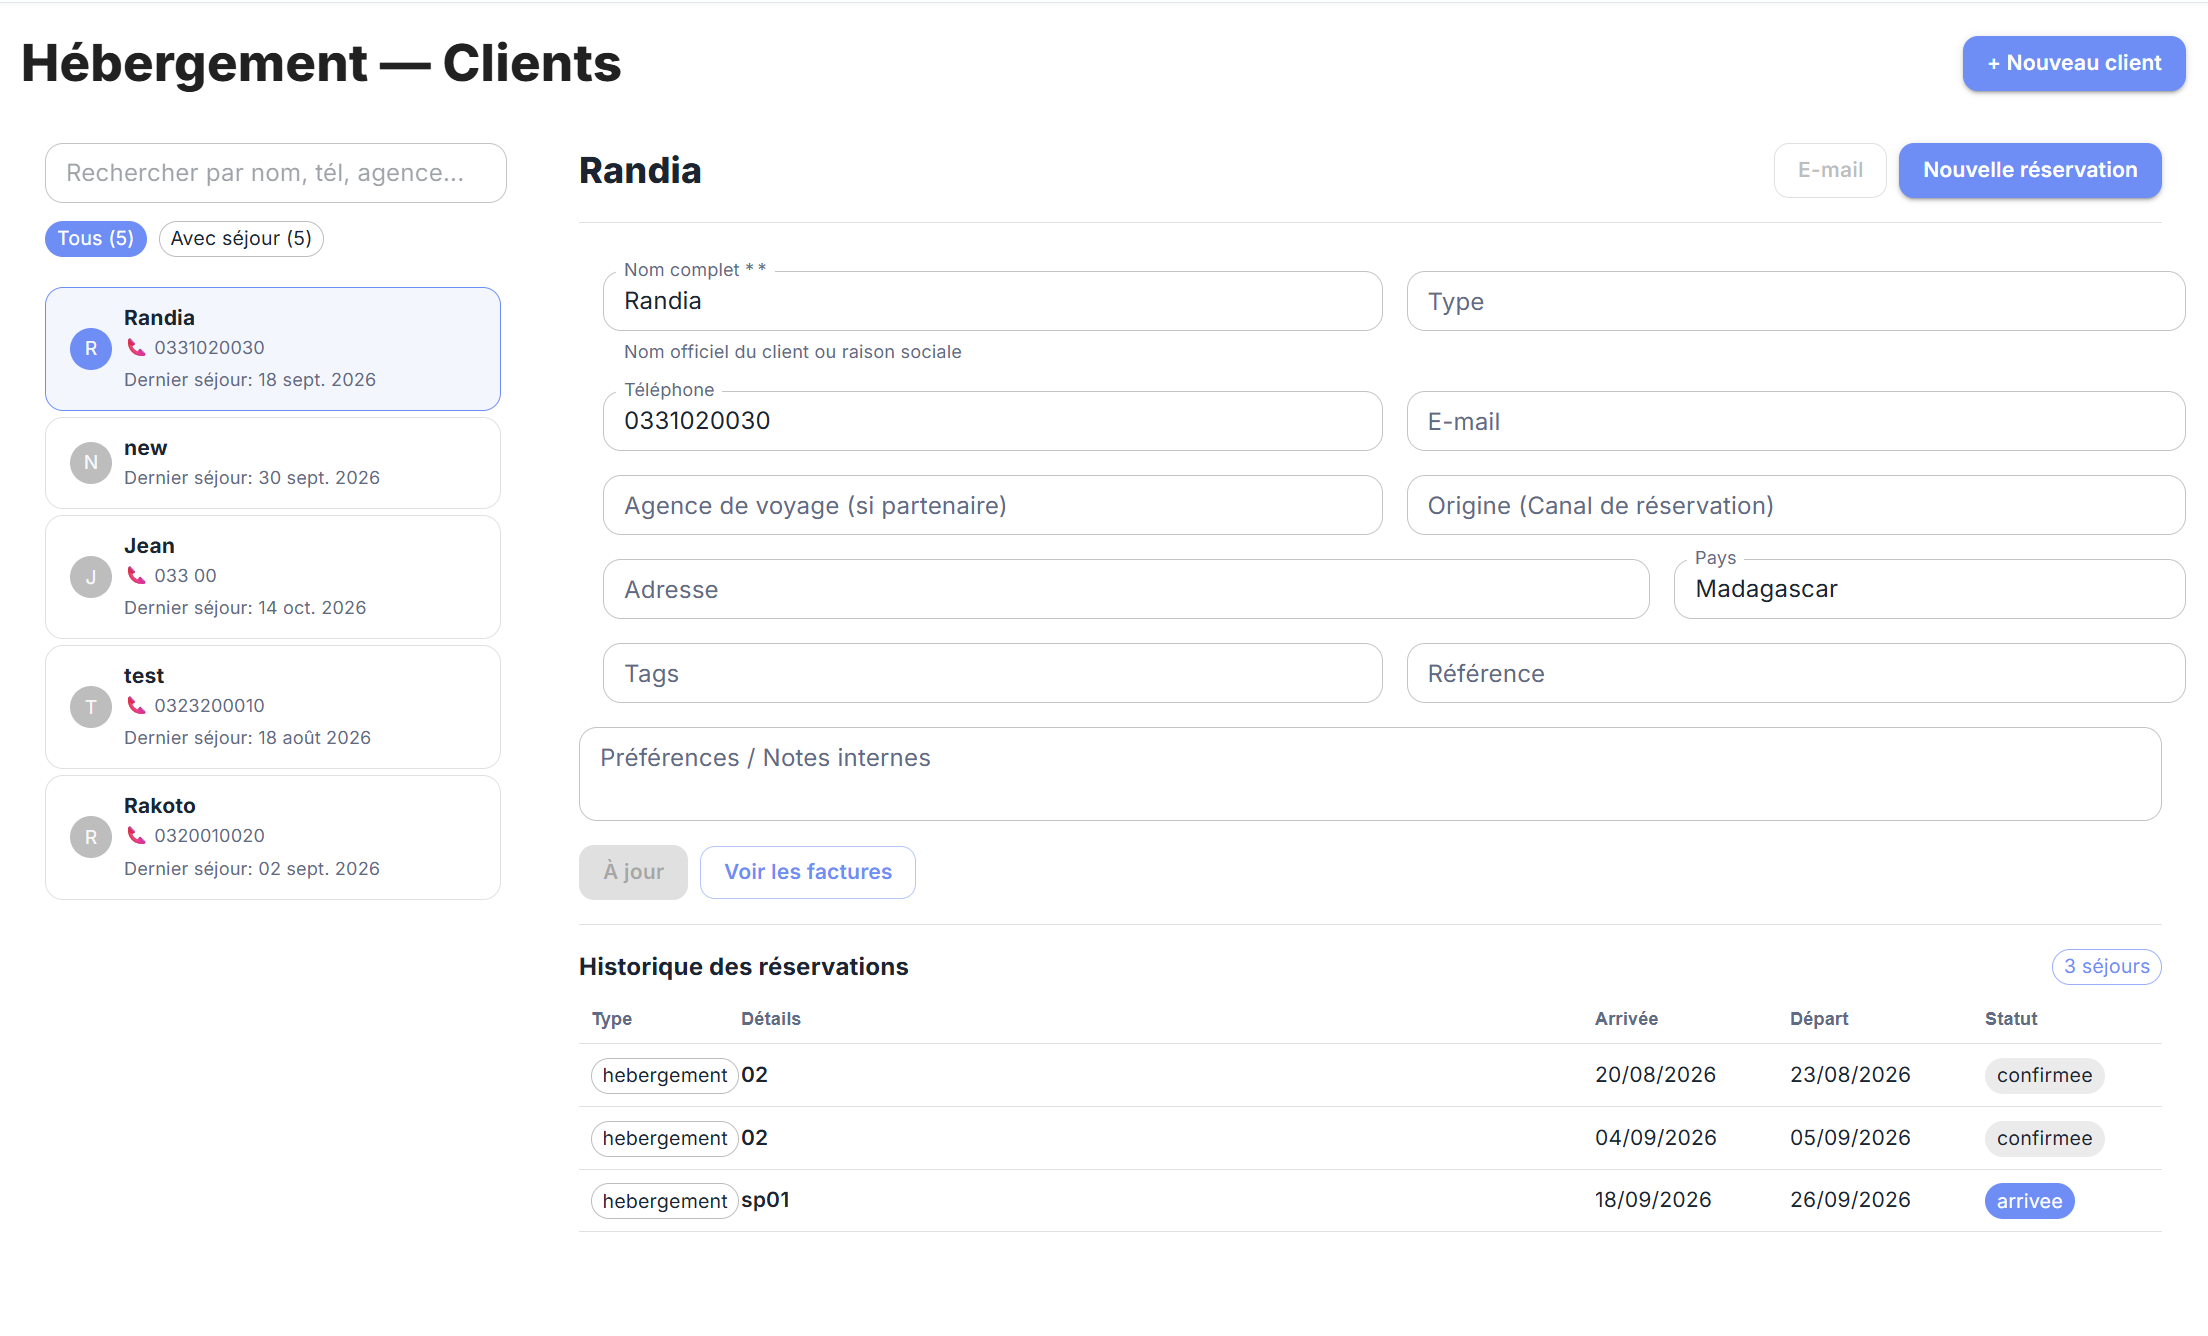 Hébergement — Clients
+ Nouveau client
Rechercher par nom, tél, agence...
Tous (5)
Avec séjour (5)
R
Randia
0331020030
Dernier séjour: 18 sept. 2026
N
new
Dernier séjour: 30 sept. 2026
J
Jean
033 00
Dernier séjour: 14 oct. 2026
T
test
0323200010
Dernier séjour: 18 août 2026
R
Rakoto
0320010020
Dernier séjour: 02 sept. 2026
Randia
E-mail
Nouvelle réservation
Nom complet * *
Randia
Nom officiel du client ou raison sociale
Type
Téléphone
0331020030
E-mail
Agence de voyage (si partenaire)
Origine (Canal de réservation)
Adresse
Pays
Madagascar
Tags
Référence
Préférences / Notes internes
À jour
Voir les factures
Historique des réservations
3 séjours
Type Détails Arrivée Départ Statut
hebergement 02 20/08/2026 23/08/2026 confirmee
hebergement 02 04/09/2026 05/09/2026 confirmee
hebergement sp01 18/09/2026 26/09/2026 arrivee